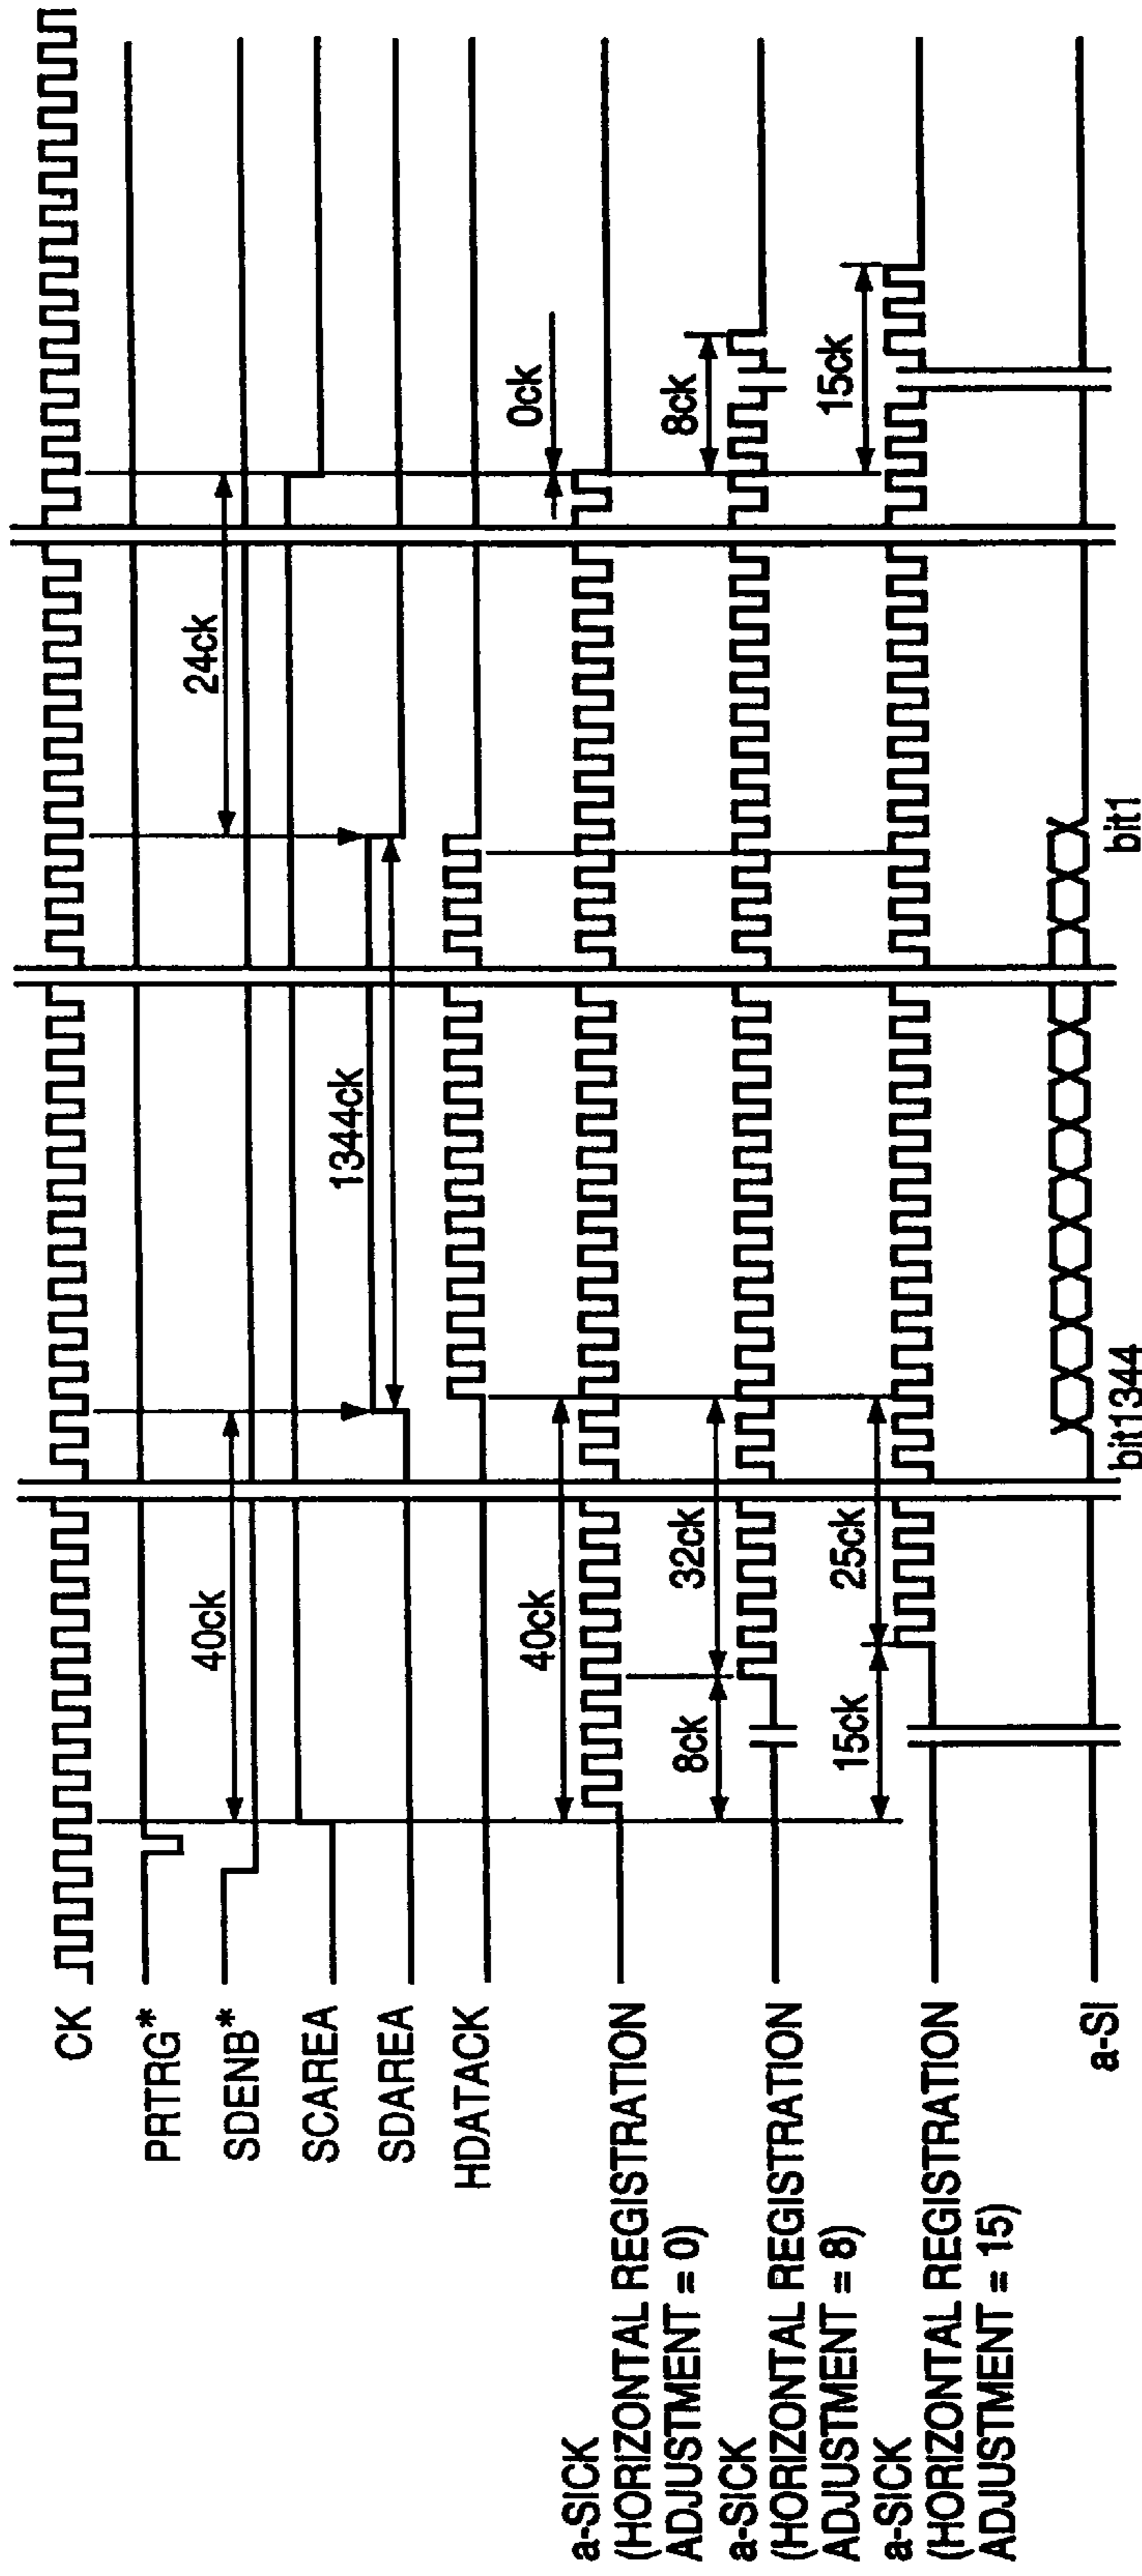 CK
PRTRG*
SDENB*
40ck
24ck
SCAREA
SDAREA
1344ck
HDATACK
a-SICK
(HORIZONTAL REGISTRATION
ADJUSTMENT = 0)
40ck
0ck
a-SICK
(HORIZONTAL REGISTRATION
ADJUSTMENT = 8)
8ck
32ck
8ck
a-SICK
(HORIZONTAL REGISTRATION
ADJUSTMENT = 15)
15ck
25ck
15ck
a-SI
bit1344
bit1